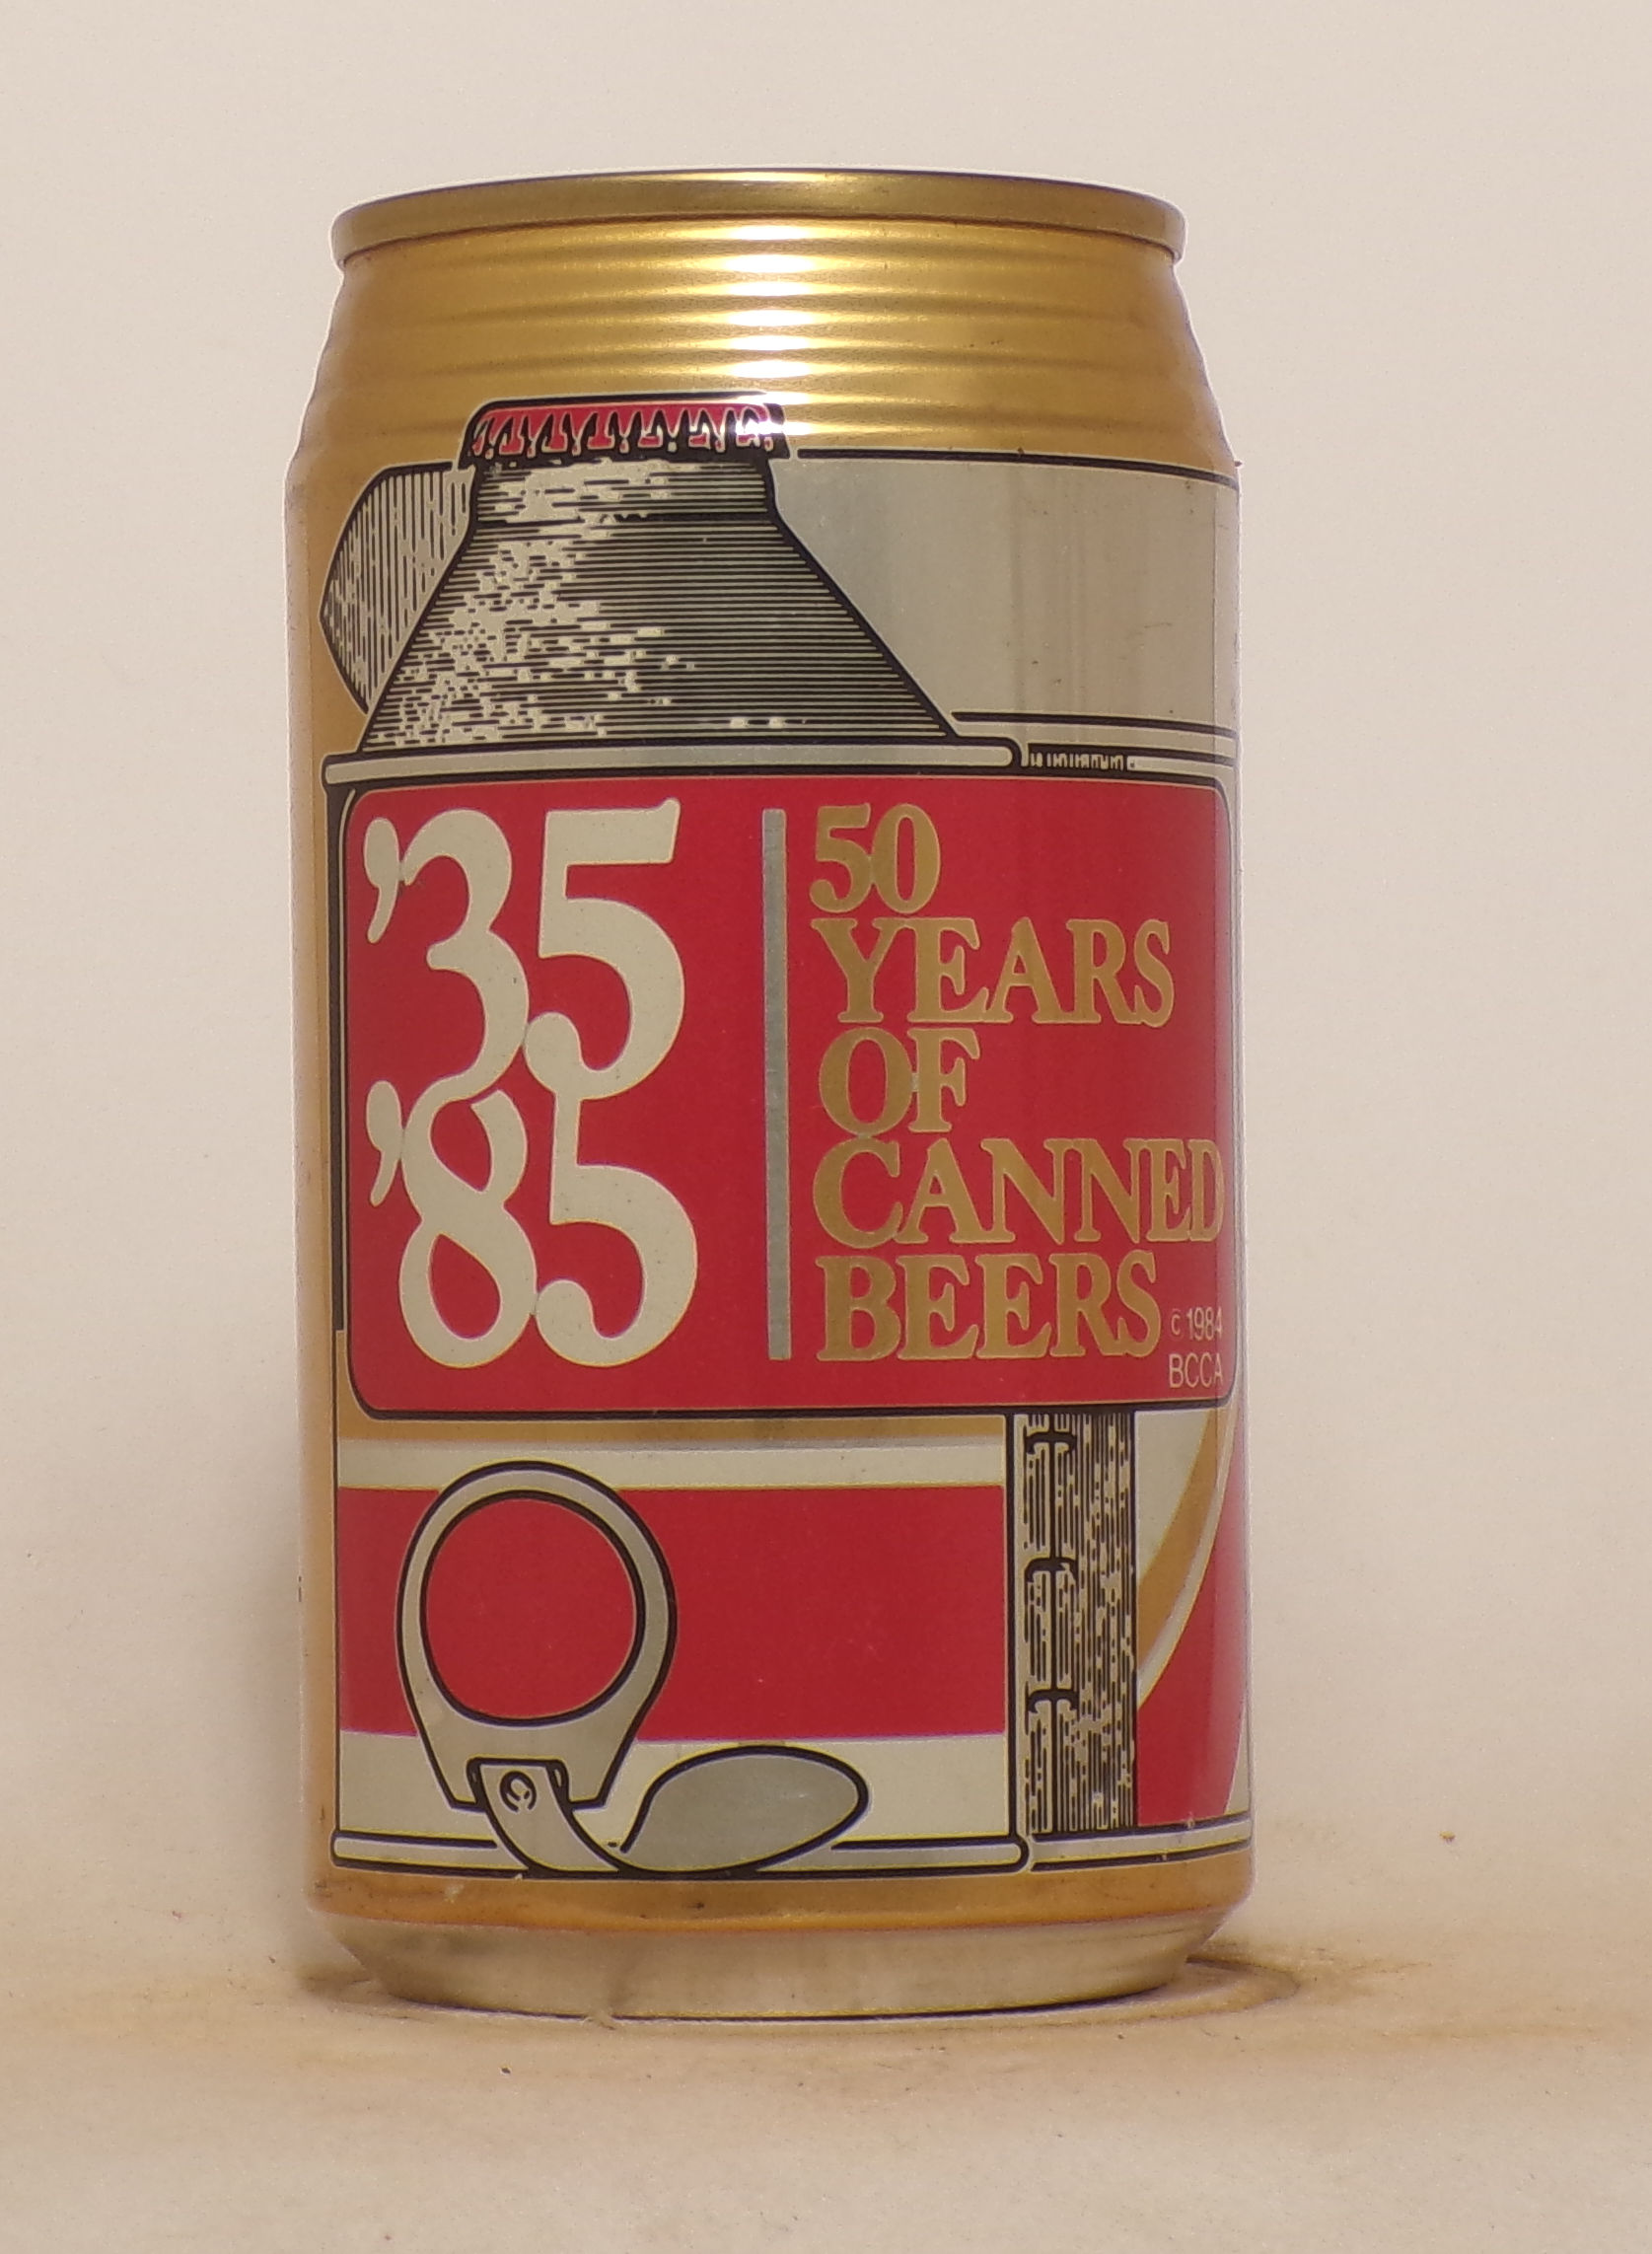 ’35
’85
50
YEARS
OF
CANNED
BEERS
© 1984
BCCA